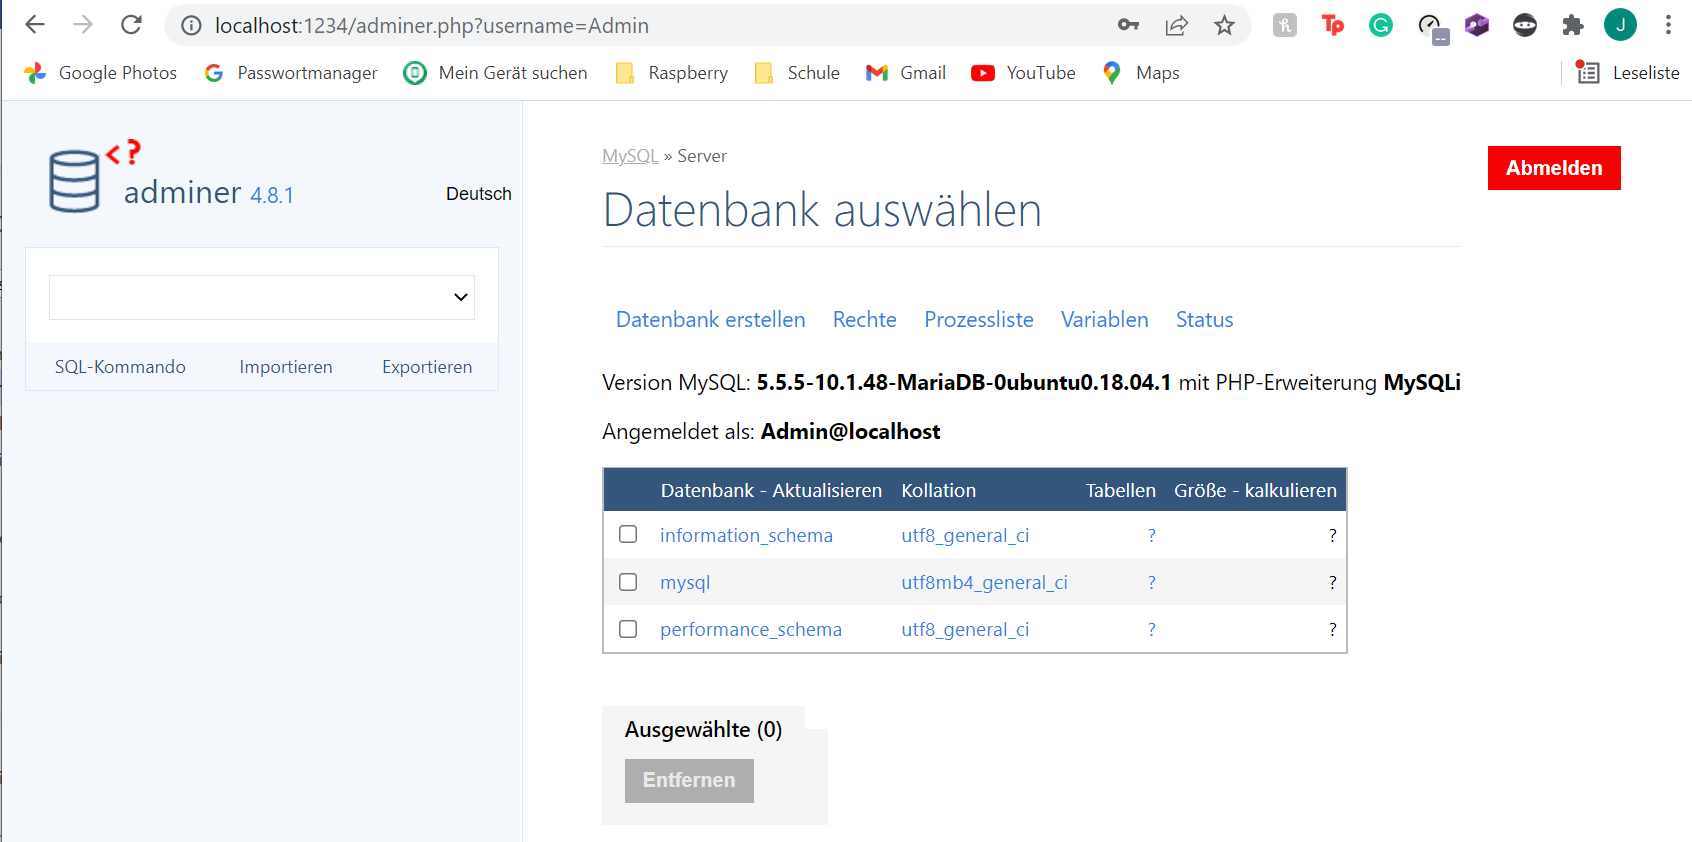 localhost:1234/adminer.php?username=Admin
Tp
J
Google Photos Passwortmanager Mein Gerät suchen Raspberry Schule Gmail YouTube Maps Leseliste
<?
adminer 4.8.1 Deutsch
SQL-Kommando Importieren Exportieren
MySQL » Server
Abmelden
Datenbank auswählen
Datenbank erstellen Rechte Prozessliste Variablen Status
Version MySQL: 5.5.5-10.1.48-MariaDB-0ubuntu0.18.04.1 mit PHP-Erweiterung MySQLi
Angemeldet als: Admin@localhost
Datenbank - Aktualisieren Kollation Tabellen Größe - kalkulieren
information_schema utf8_general_ci ? ?
mysql utf8mb4_general_ci ? ?
performance_schema utf8_general_ci ? ?
Ausgewählte (0)
Entfernen